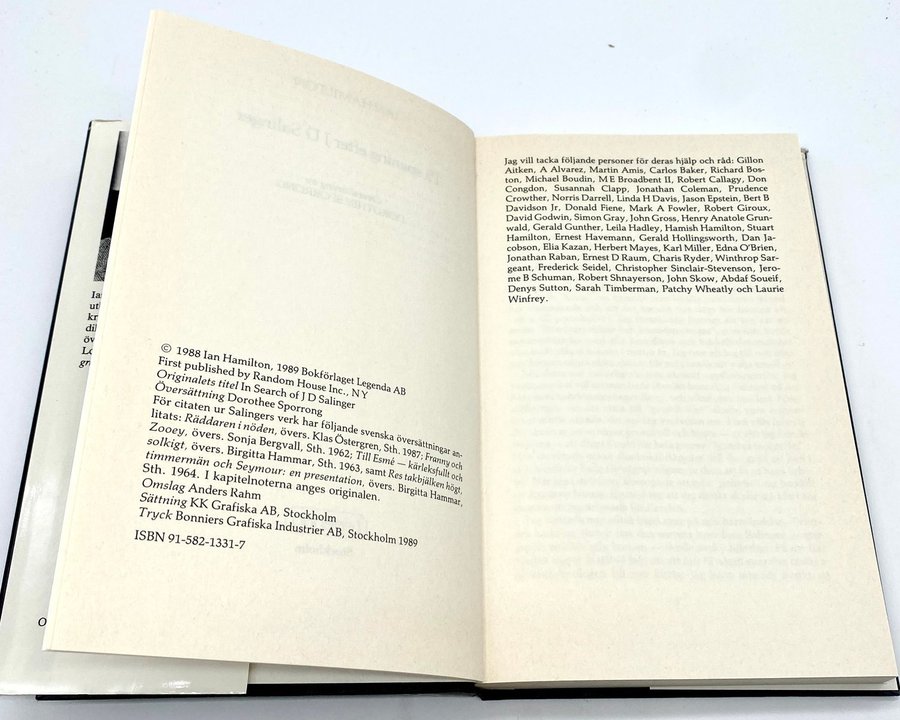 © 1988 Ian Hamilton, 1989 Bokförlaget Legenda AB
First published by Random House Inc., N Y
Originalets titel In Search of J D Salinger
Översättning Dorothee Sporrong
För citaten ur Salingers verk har följande svenska översättningar an-
litats: Räddaren i nöden, övers. Klas Östergren, Sth. 1987; Franny och
Zooey, övers. Sonja Bergvall, Sth. 1962; Till Esmé — kärleksfullt och
solkigt, övers. Birgitta Hammar, Sth. 1963, samt Res takbjälken högt,
timmermän och Seymour: en presentation, övers. Birgitta Hammar,
Sth. 1964. I kapitelnoterna anges originalen.
Omslag Anders Rahm
Sättning KK Grafiska AB, Stockholm
Tryck Bonniers Grafiska Industrier AB, Stockholm 1989
ISBN 91-582-1331-7
Jag vill tacka följande personer för deras hjälp och råd: Gillon
Aitken, A Alvarez, Martin Amis, Carlos Baker, Richard Bos-
ton, Michael Boudin, M E Broadbent II, Robert Callagy, Don
Congdon, Susannah Clapp, Jonathan Coleman, Prudence
Crowther, Norris Darrell, Linda H Davis, Jason Epstein, Bert B
Davidson Jr, Donald Fiene, Mark A Fowler, Robert Giroux,
David Godwin, Simon Gray, John Gross, Henry Anatole Grun-
wald, Gerald Gunther, Leila Hadley, Hamish Hamilton, Stuart
Hamilton, Ernest Havemann, Gerald Hollingsworth, Dan Ja-
cobson, Elia Kazan, Herbert Mayes, Karl Miller, Edna O'Brien,
Jonathan Raban, Ernest D Raum, Charis Ryder, Winthrop Sar-
geant, Frederick Seidel, Christopher Sinclair-Stevenson, Jero-
me B Schuman, Robert Shnayerson, John Skow, Abdaf Soueif,
Denys Sutton, Sarah Timberman, Patchy Wheatly och Laurie
Winfrey.